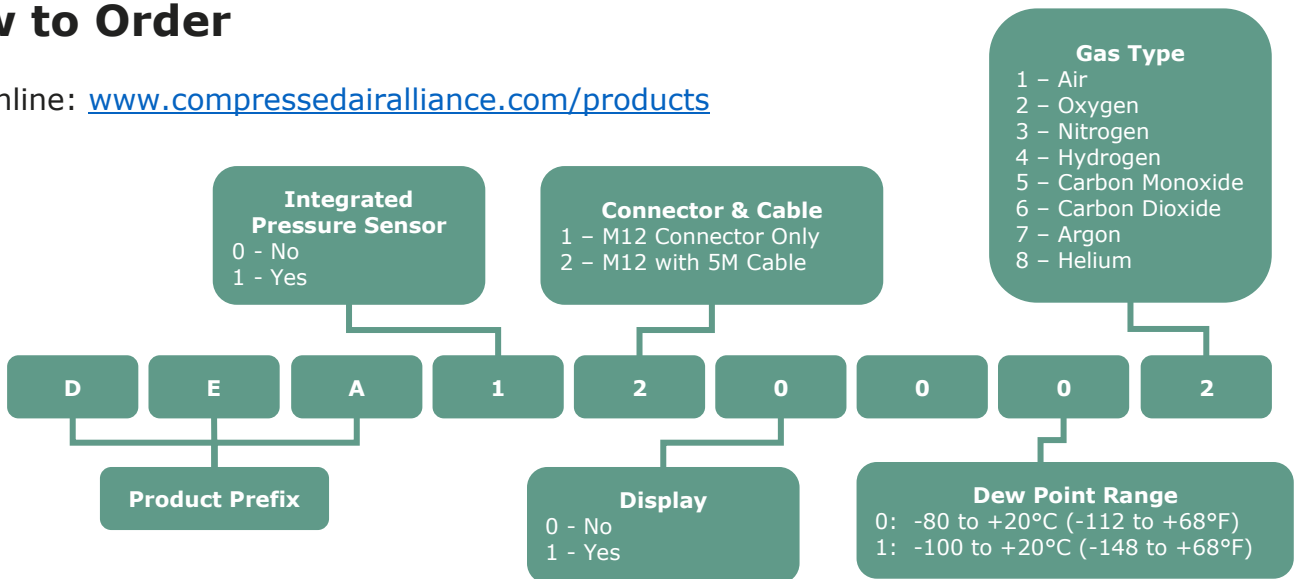 to Order
www.compressedairalliance.com/products
Gas Type
1 – Air
2 – Oxygen
3 – Nitrogen
4 – Hydrogen
5 – Carbon Monoxide
6 – Carbon Dioxide
7 – Argon
8 – Helium
Integrated
Pressure Sensor
0 - No
1 - Yes
Connector & Cable
1 – M12 Connector Only
2 – M12 with 5M Cable
D E A 1 2 0 0 0 2
Product Prefix
Display
0 - No
1 - Yes
Dew Point Range
0: -80 to +20°C (-112 to +68°F)
1: -100 to +20°C (-148 to +68°F)